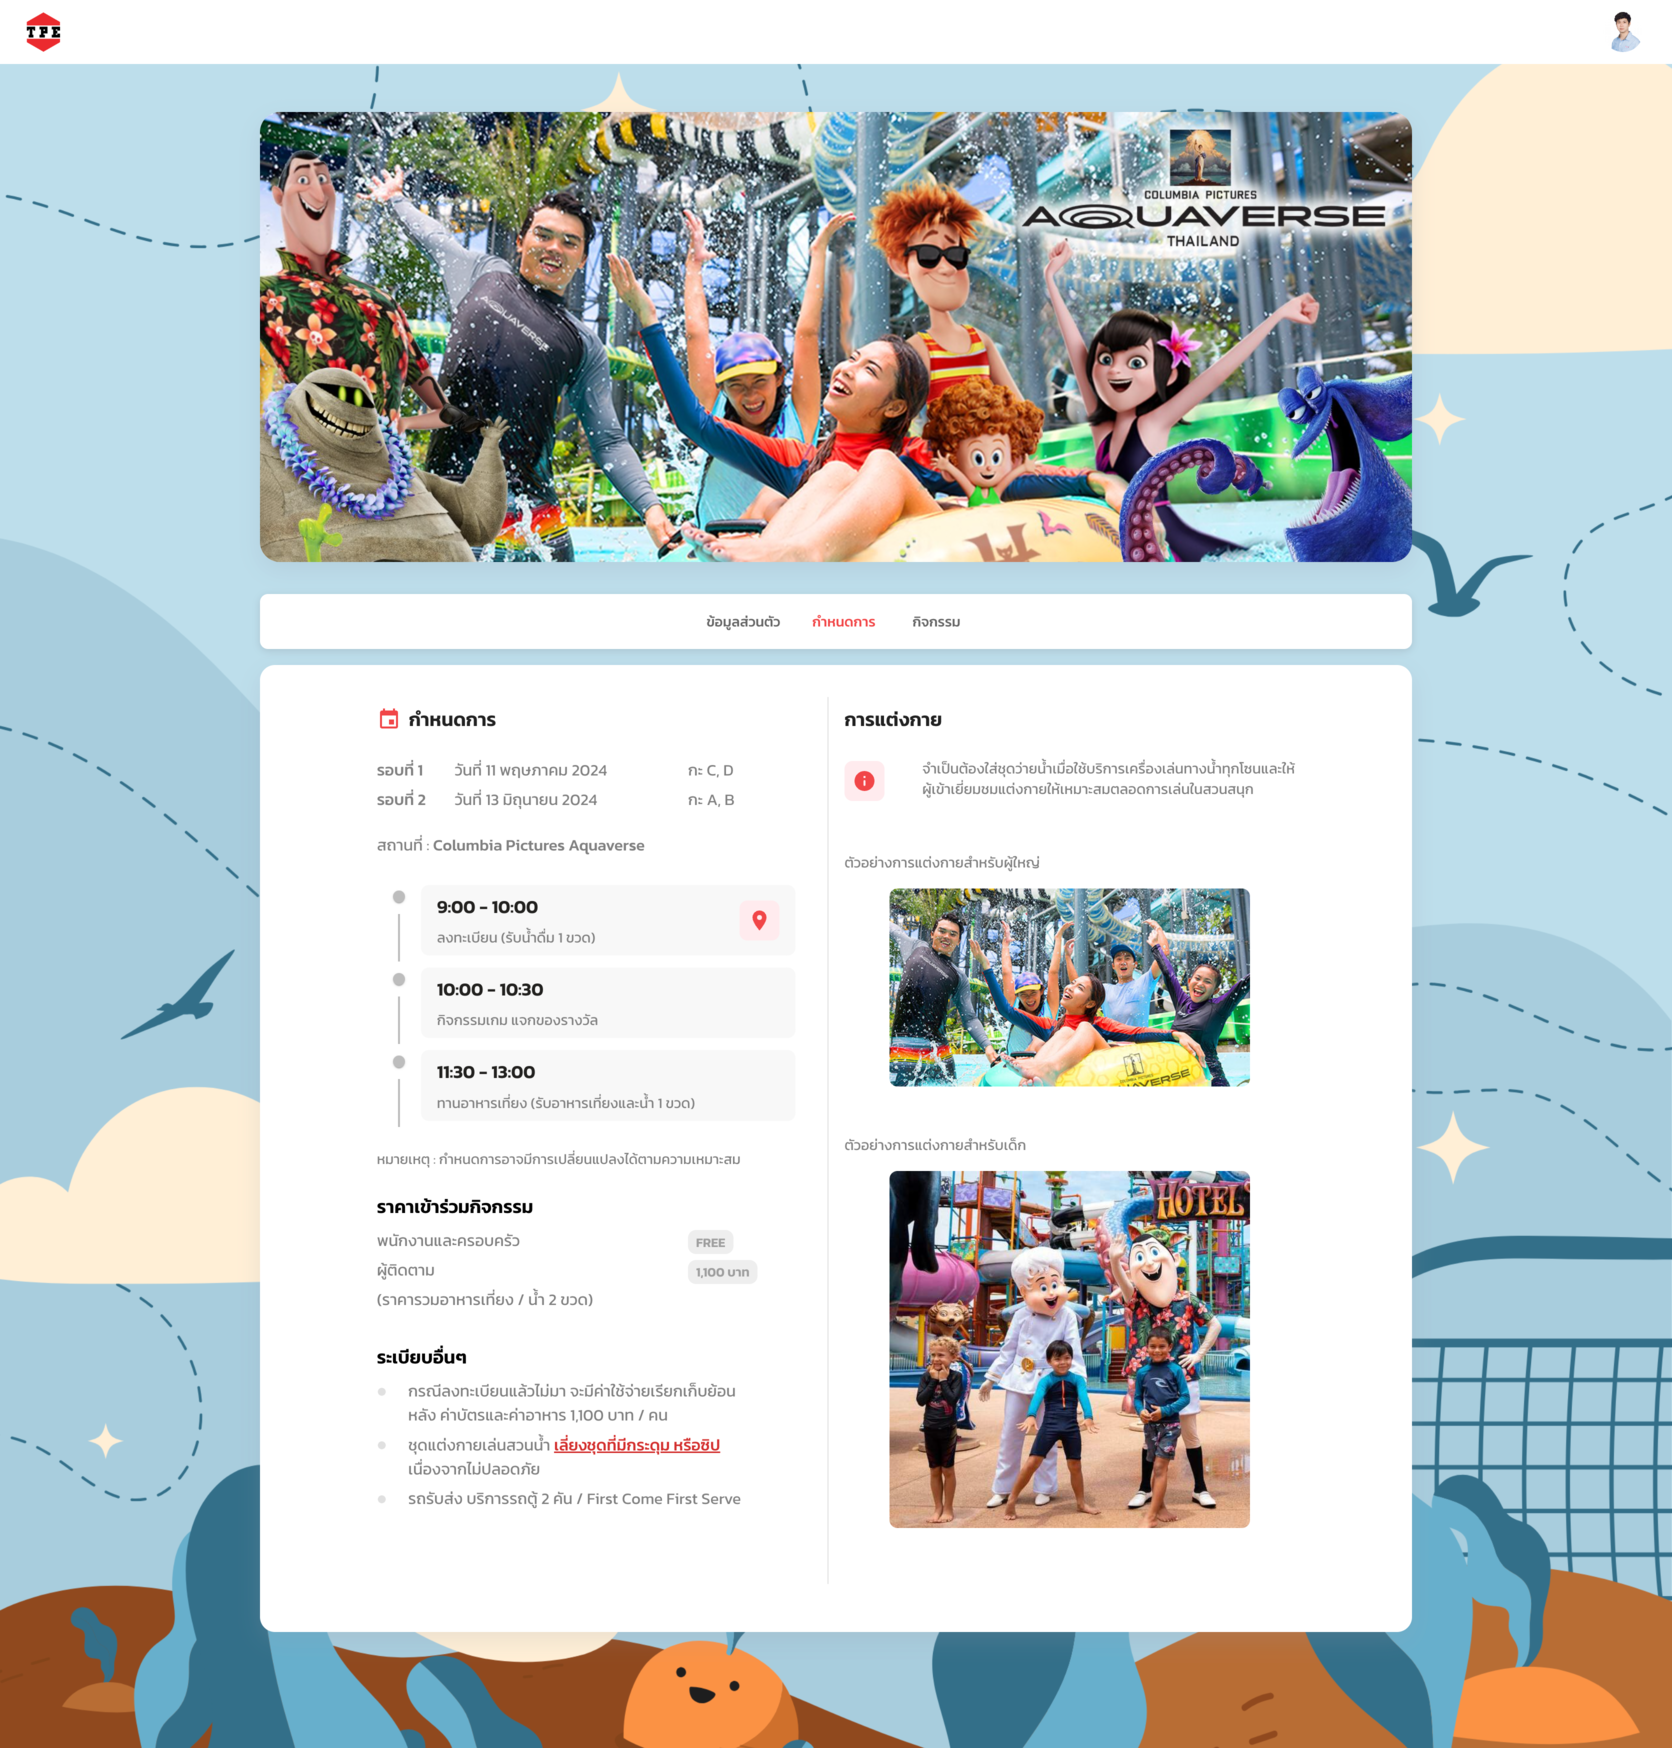 TPE
COLUMBIA PICTURES
AQUAVERSE
THAILAND
AQUAVERSE
ข้อมูลส่วนตัว กำหนดการ กิจกรรม
กำหนดการ
รอบที่ 1 วันที่ 11 พฤษภาคม 2024 กะ C, D
รอบที่ 2 วันที่ 13 มิถุนายน 2024 กะ A, B
สถานที่ : Columbia Pictures Aquaverse
9:00 - 10:00
ลงทะเบียน (รับน้ำดื่ม 1 ขวด)
10:00 - 10:30
กิจกรรมเกม แจกของรางวัล
11:30 - 13:00
ทานอาหารเที่ยง (รับอาหารเที่ยงและน้ำ 1 ขวด)
หมายเหตุ : กำหนดการอาจมีการเปลี่ยนแปลงได้ตามความเหมาะสม
ราคาเข้าร่วมกิจกรรม
พนักงานและครอบครัว FREE
ผู้ติดตาม 1,100 บาท
(ราคารวมอาหารเที่ยง / น้ำ 2 ขวด)
ระเบียบอื่นๆ
กรณีลงทะเบียนแล้วไม่มา จะมีค่าใช้จ่ายเรียกเก็บย้อน
หลัง ค่าบัตรและค่าอาหาร 1,100 บาท / คน
ชุดแต่งกายเล่นสวนน้ำ เลี่ยงชุดที่มีกระดุม หรือซิป
เนื่องจากไม่ปลอดภัย
รถรับส่ง บริการรถตู้ 2 คัน / First Come First Serve
การแต่งกาย
จำเป็นต้องใส่ชุดว่ายน้ำเมื่อใช้บริการเครื่องเล่นทางน้ำทุกโซนและให้
ผู้เข้าเยี่ยมชมแต่งกายให้เหมาะสมตลอดการเล่นในสวนสนุก
ตัวอย่างการแต่งกายสำหรับผู้ใหญ่
AVERSE
ตัวอย่างการแต่งกายสำหรับเด็ก
HOTEL